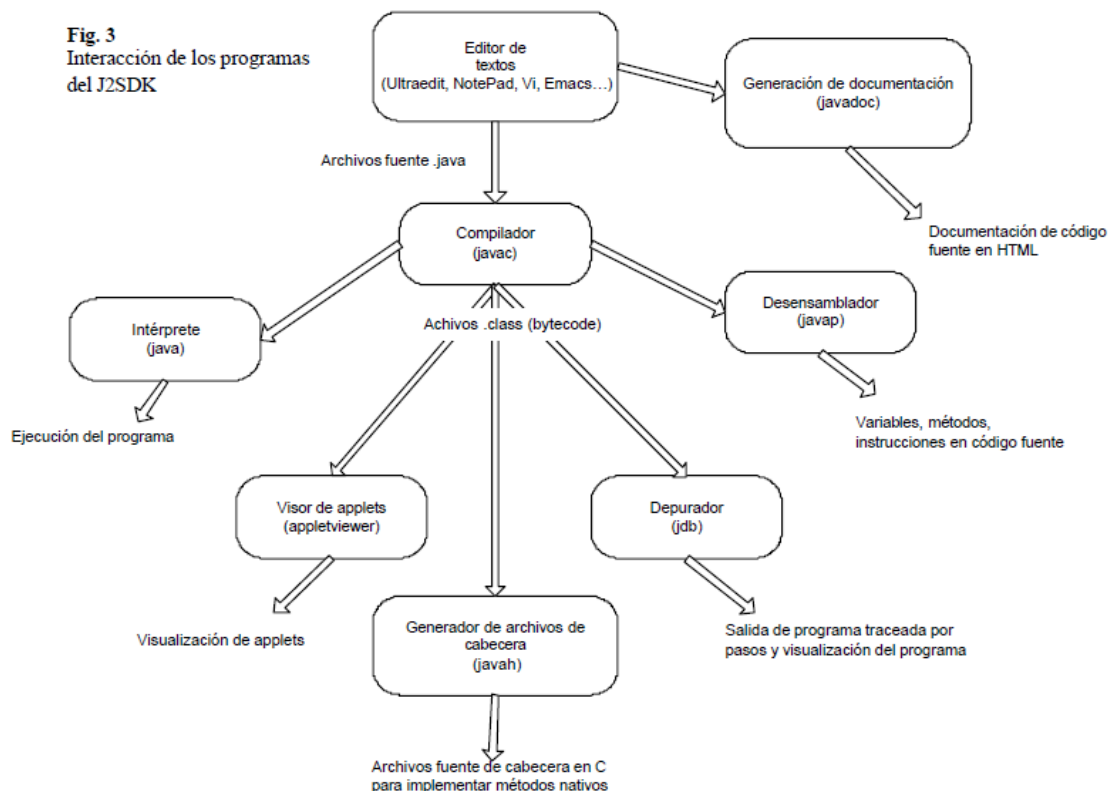 Fig. 3
Interacción de los programas
del J2SDK
Editor de
textos
(Ultraedit, NotePad, Vi, Emacs…)
Generación de documentación
(javadoc)
Archivos fuente .java
Documentación de código
fuente en HTML
Compilador
(javac)
Desensamblador
(javap)
Intérprete
(java)
Achivos .class (bytecode)
Variables, métodos,
instrucciones en código fuente
Ejecución del programa
Visor de applets
(appletviewer)
Depurador
(jdb)
Visualización de applets
Generador de archivos de
cabecera
(javah)
Salida de programa traceada por
pasos y visualización del programa
Archivos fuente de cabecera en C
para implementar métodos nativos